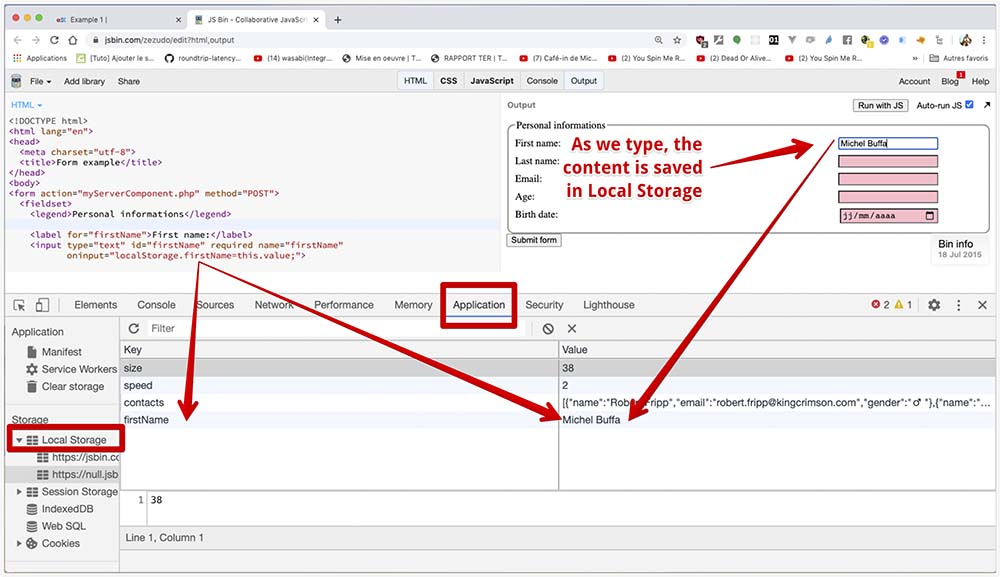 Example 1 |
JS Bin - Collaborative JavaScri
jsbin.com/zezudo/edit?html,output
Applications
[Tuto] Ajouter le s...
roundtrip-latency...
(14) wasabi(Integr...
Mise en oeuvre | T...
RAPPORT TER | T...
(7) Café-in de Mic...
(2) You Spin Me R...
(2) Dead Or Alive...
(2) You Spin Me R...
»
Autres favoris
File
Add library
Share
HTML
CSS
JavaScript
Console
Output
Account
Blog
1
Help
HTML
<!DOCTYPE html>
<html lang="en">
<head>
<meta charset="utf-8">
<title>Form example</title>
</head>
<body>
<form action="myServerComponent.php" method="POST">
<fieldset>
<legend>Personal informations</legend>
<label for="firstName">First name:</label>
<input type="text" id="firstName" required name="firstName"
oninput="localStorage.firstName=this.value;">
Output
Run with JS
Auto-run JS
Personal informations
First name:
Michel Buffa
Last name:
Email:
Age:
Birth date:
jj/mm/aaaa
Submit form
As we type, the
content is saved
in Local Storage
Bin info
18 Jul 2015
Elements
Console
Sources
Network
Performance
Memory
Application
Security
Lighthouse
2
1
Application
Manifest
Service Workers
Clear storage
Storage
Local Storage
https://jsbin.co
https://null.jsb
Session Storage
IndexedDB
Web SQL
Cookies
Filter
Key
Value
size
38
speed
2
contacts
[{"name":"Robert Fripp","email":"robert.fripp@kingcrimson.com","gender":"♂"},{"name":"...
firstName
Michel Buffa
1 38
Line 1, Column 1